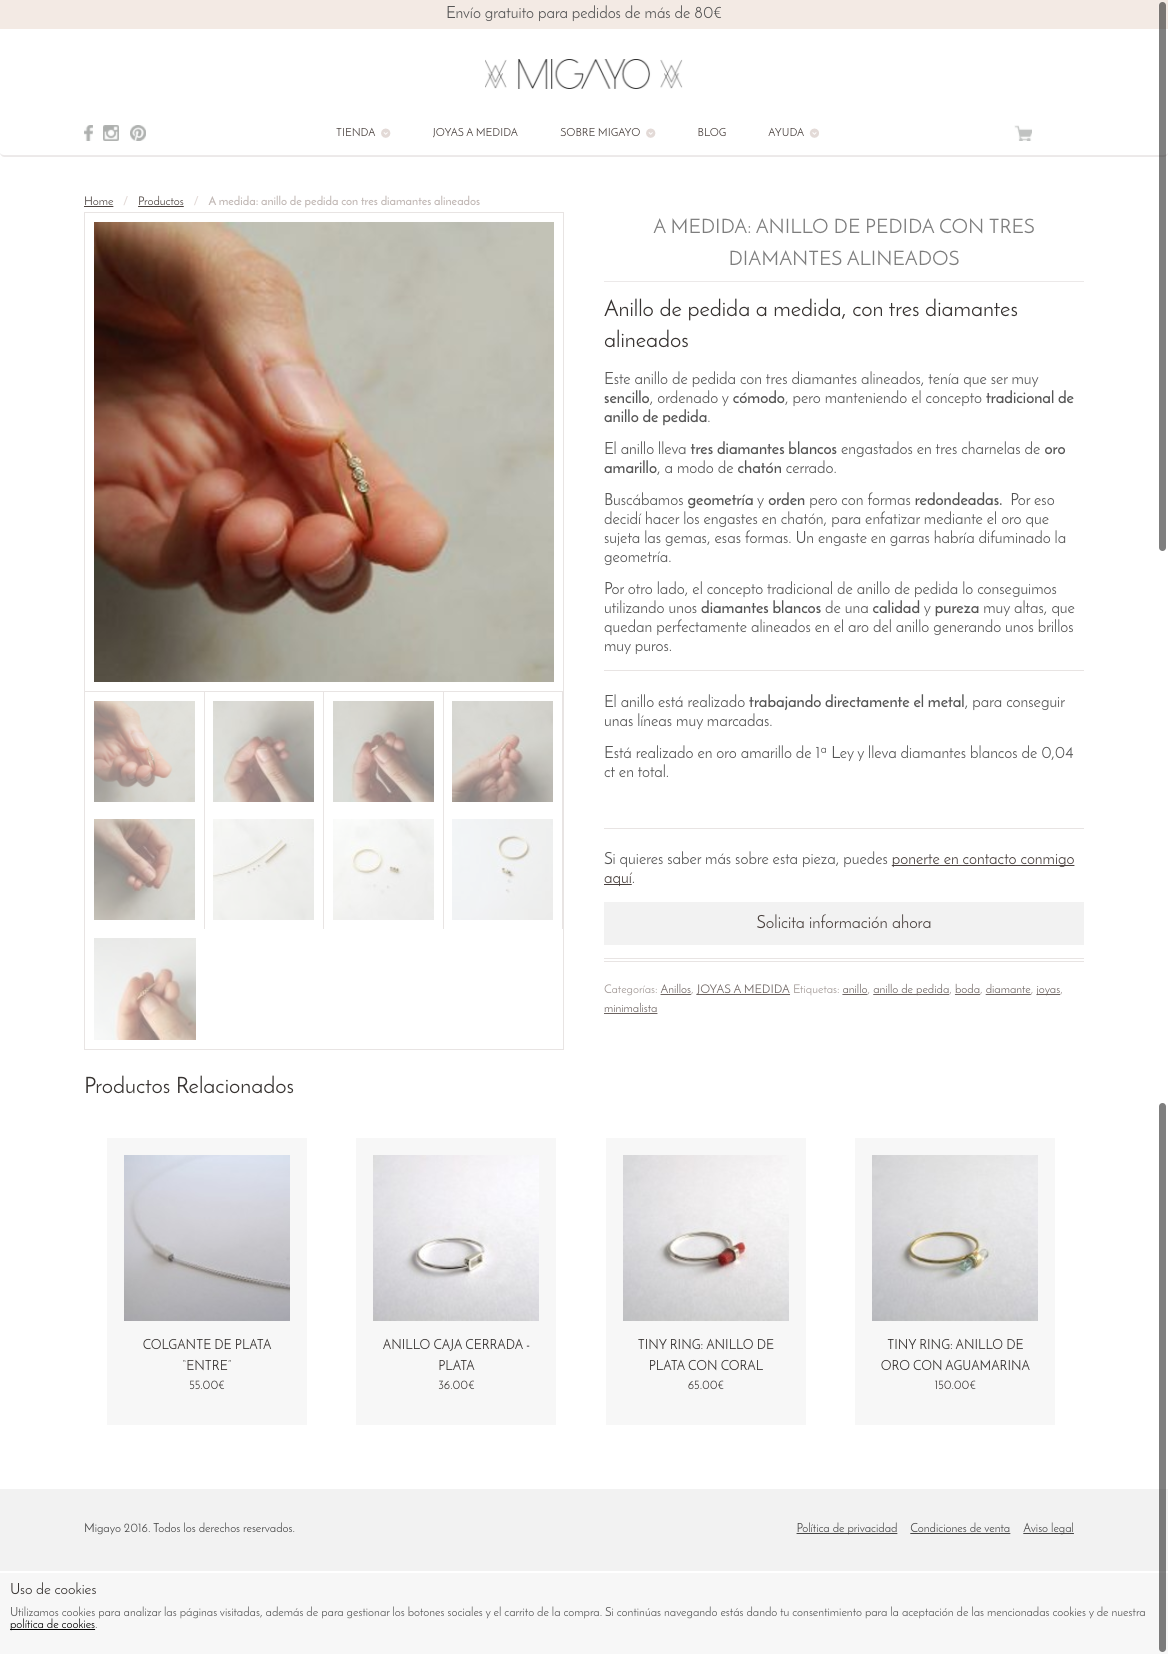 Envío gratuito para pedidos de más de 80€
MIGAYO
TIENDA
JOYAS A MEDIDA
SOBRE MIGAYO
BLOG
AYUDA
Home / Productos / A medida: anillo de pedida con tres diamantes alineados
A MEDIDA: ANILLO DE PEDIDA CON TRES
DIAMANTES ALINEADOS
Anillo de pedida a medida, con tres diamantes
alineados
Este anillo de pedida con tres diamantes alineados, tenía que ser muy
sencillo, ordenado y cómodo, pero manteniendo el concepto tradicional de
anillo de pedida.
El anillo lleva tres diamantes blancos engastados en tres charnelas de oro
amarillo, a modo de chatón cerrado.
Buscábamos geometría y orden pero con formas redondeadas. Por eso
decidí hacer los engastes en chatón, para enfatizar mediante el oro que
sujeta las gemas, esas formas. Un engaste en garras habría difuminado la
geometría.
Por otro lado, el concepto tradicional de anillo de pedida lo conseguimos
utilizando unos diamantes blancos de una calidad y pureza muy altas, que
quedan perfectamente alineados en el aro del anillo generando unos brillos
muy puros.
El anillo está realizado trabajando directamente el metal, para conseguir
unas líneas muy marcadas.
Está realizado en oro amarillo de 1ª Ley y lleva diamantes blancos de 0,04
ct en total.
Si quieres saber más sobre esta pieza, puedes ponerte en contacto conmigo
aquí.
Solicita información ahora
Categorías: Anillos, JOYAS A MEDIDA Etiquetas: anillo, anillo de pedida, boda, diamante, joyas,
minimalista
Productos Relacionados
COLGANTE DE PLATA
"ENTRE"
55.00€
ANILLO CAJA CERRADA -
PLATA
36.00€
TINY RING: ANILLO DE
PLATA CON CORAL
65.00€
TINY RING: ANILLO DE
ORO CON AGUAMARINA
150.00€
Migayo 2016. Todos los derechos reservados.
Política de privacidad
Condiciones de venta
Aviso legal
Uso de cookies
Utilizamos cookies para analizar las páginas visitadas, además de para gestionar los botones sociales y el carrito de la compra. Si continúas navegando estás dando tu consentimiento para la aceptación de las mencionadas cookies y de nuestra
política de cookies.